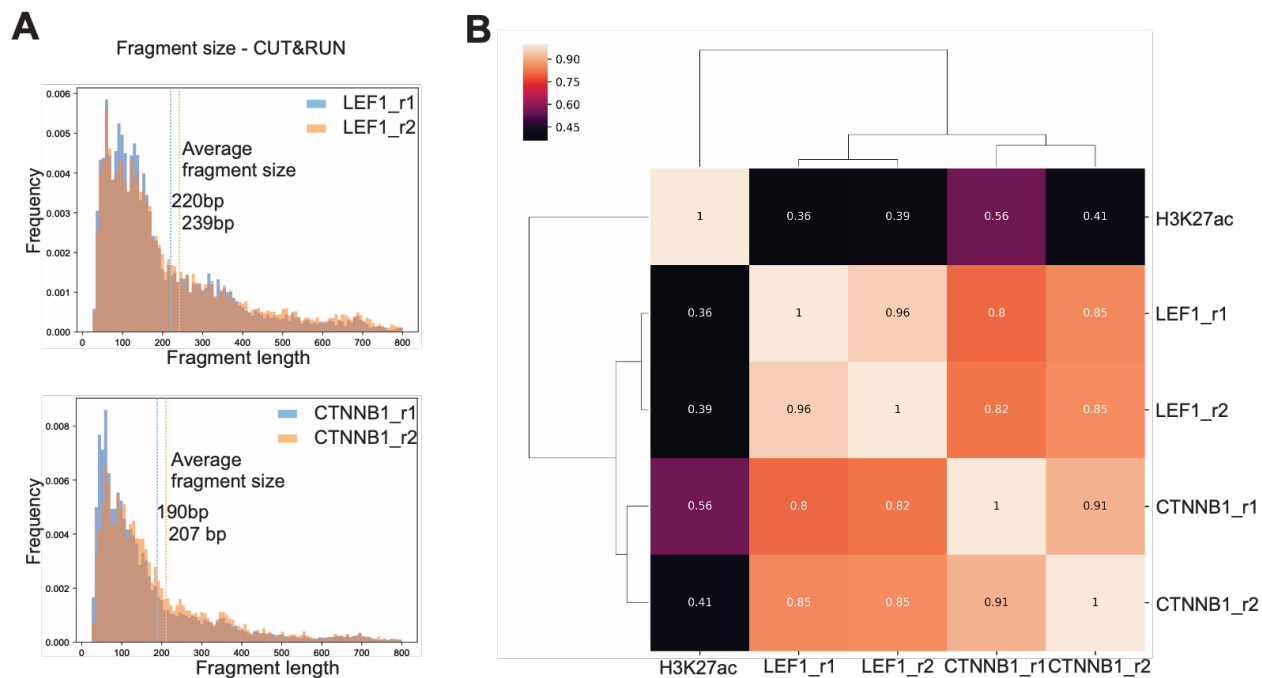 A
Fragment size - CUT&RUN
LEF1_r1
LEF1_r2
Average
fragment size
220bp
239bp
Frequency
0.006
0.005
0.004
0.003
0.002
0.001
0.000
0 100 200 300 400 500 600 700 800
Fragment length
CTNNB1_r1
CTNNB1_r2
Average
fragment size
190bp
207 bp
Frequency
0.008
0.006
0.004
0.002
0.000
0 100 200 300 400 500 600 700 800
Fragment length
B
0.90
0.75
0.60
0.45
1 0.36 0.39 0.56 0.41 H3K27ac
0.36 1 0.96 0.8 0.85 LEF1_r1
0.39 0.96 1 0.82 0.85 LEF1_r2
0.56 0.8 0.82 1 0.91 CTNNB1_r1
0.41 0.85 0.85 0.91 1 CTNNB1_r2
H3K27ac LEF1_r1 LEF1_r2 CTNNB1_r1 CTNNB1_r2